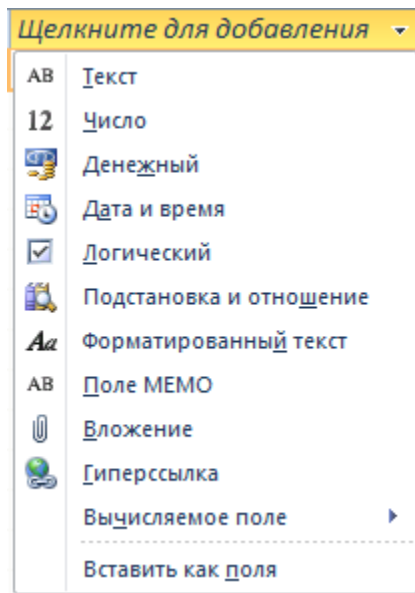 Щелкните для добавления
AB Текст
12 Число
Денежный
Дата и время
Логический
Подстановка и отношение
Aa Форматированный текст
AB Поле МЕМО
Вложение
Гиперссылка
Вычисляемое поле
Вставить как поля